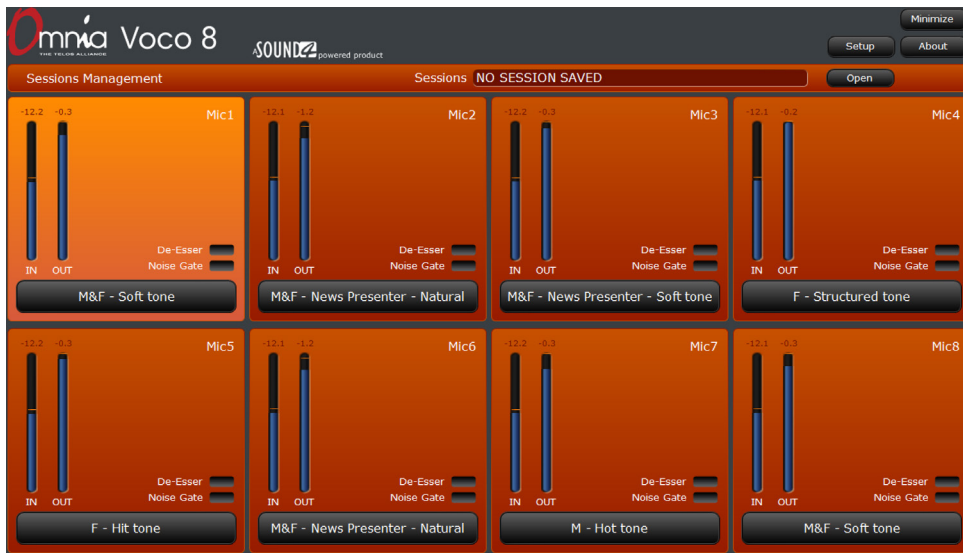 Omnia Voco 8
THE TELOS ALLIANCE
A SOUND4 powered product
Minimize
Setup About
Sessions Management Sessions NO SESSION SAVED Open
-12.2 -0.3 Mic1
De-Esser
Noise Gate
IN OUT
M&F - Soft tone
-12.1 -1.2 Mic2
De-Esser
Noise Gate
IN OUT
M&F - News Presenter - Natural
-12.2 -0.3 Mic3
De-Esser
Noise Gate
IN OUT
M&F - News Presenter - Soft tone
-12.1 -0.2 Mic4
De-Esser
Noise Gate
IN OUT
F - Structured tone
-12.2 -0.3 Mic5
De-Esser
Noise Gate
IN OUT
F - Hit tone
-12.1 -1.2 Mic6
De-Esser
Noise Gate
IN OUT
M&F - News Presenter - Natural
-12.2 -0.3 Mic7
De-Esser
Noise Gate
IN OUT
M - Hot tone
-12.1 -0.3 Mic8
De-Esser
Noise Gate
IN OUT
M&F - Soft tone